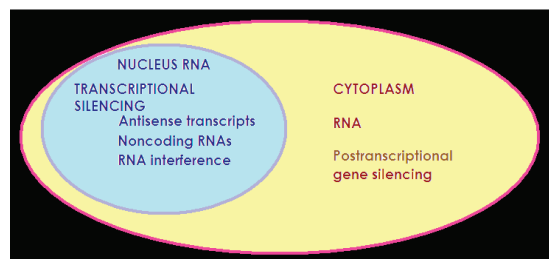 NUCLEUS RNA
TRANSCRIPTIONAL
SILENCING
Antisense transcripts
Noncoding RNAs
RNA interference
CYTOPLASM
RNA
Postranscriptional
gene silencing